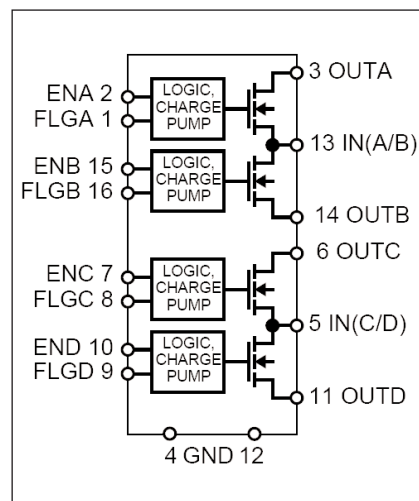 3 OUTA
ENA 2
LOGIC,
CHARGE
PUMP
FLGA 1
13 IN(A/B)
ENB 15
LOGIC,
CHARGE
PUMP
FLGB 16
14 OUTB
6 OUTC
ENC 7
LOGIC,
CHARGE
PUMP
FLGC 8
5 IN(C/D)
END 10
LOGIC,
CHARGE
PUMP
FLGD 9
11 OUTD
4 GND 12